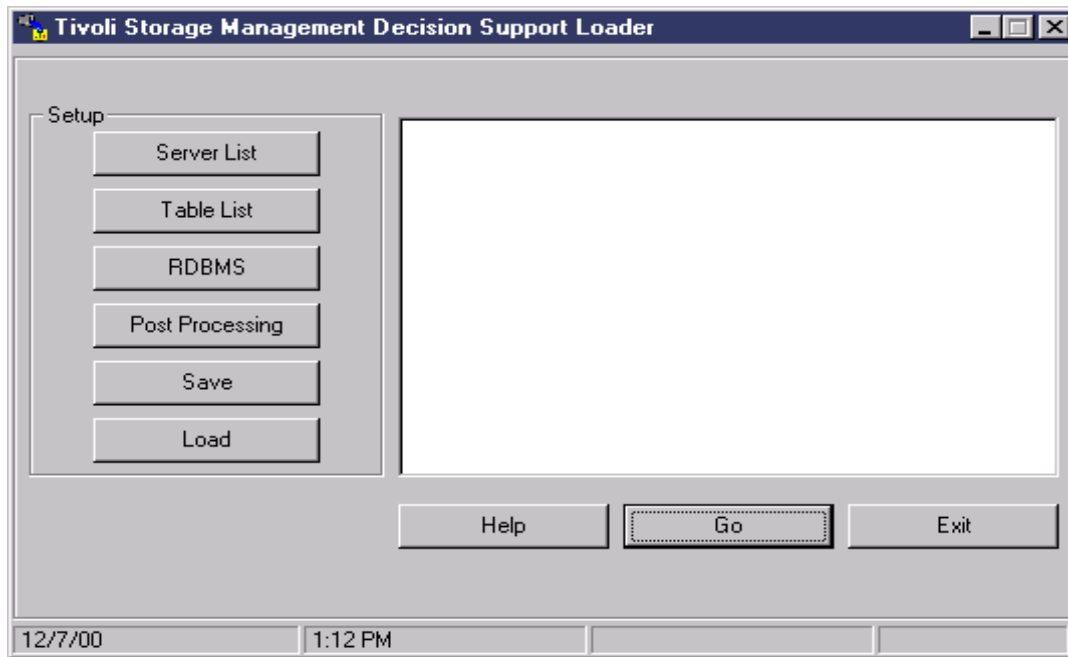 Tivoli Storage Management Decision Support Loader
Setup
Server List
Table List
RDBMS
Post Processing
Save
Load
Help Go Exit
12/7/00 1:12 PM